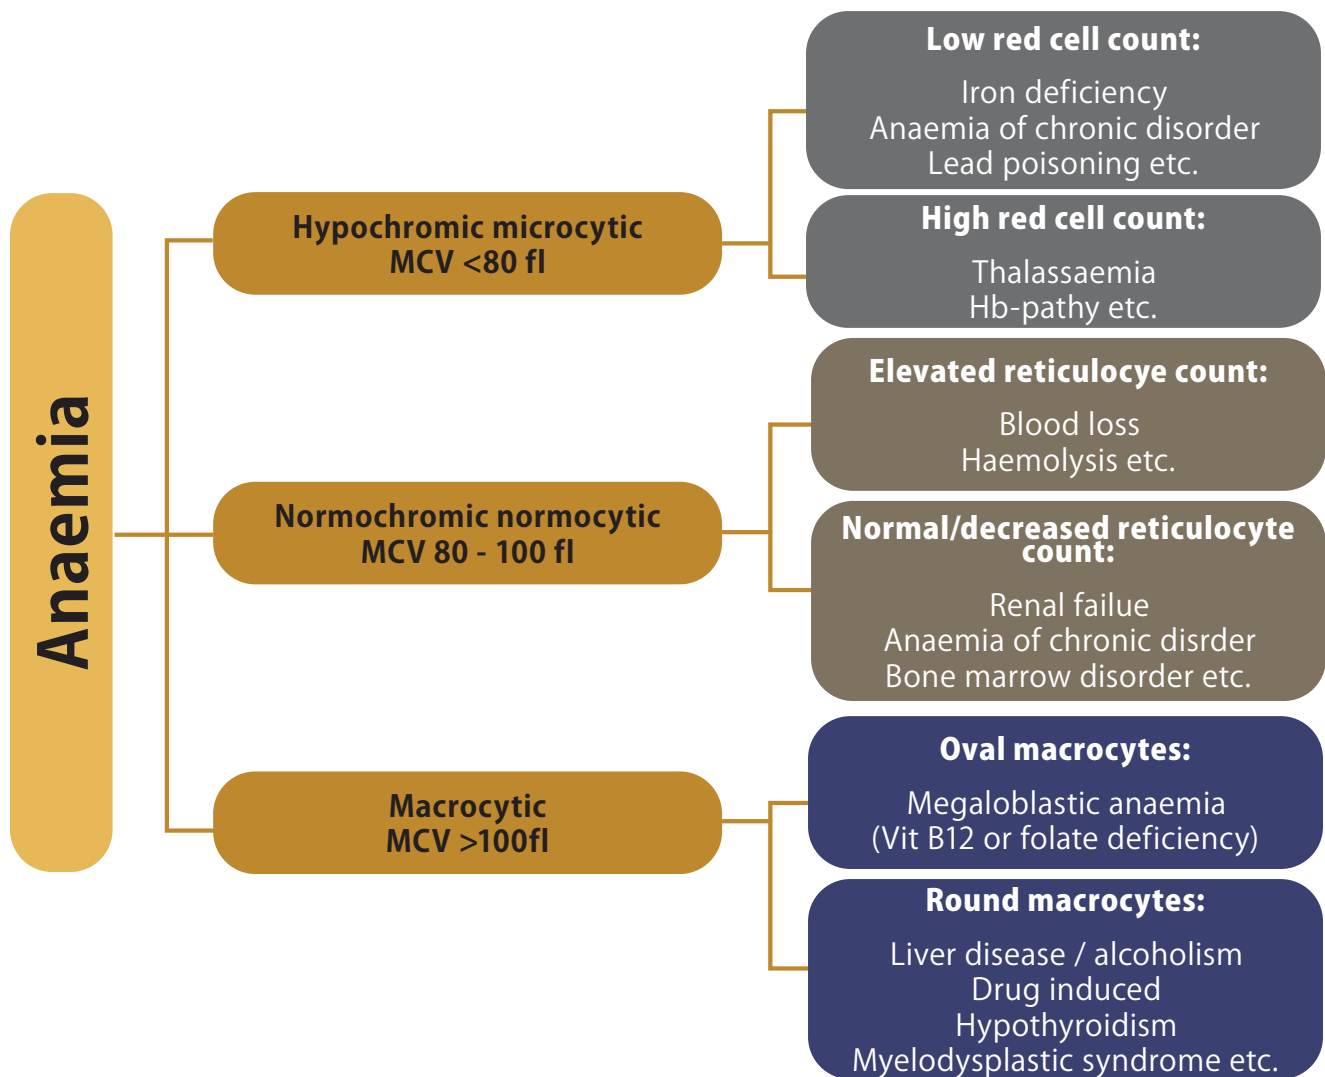 Anaemia
Hypochromic microcytic
MCV <80 fl
Low red cell count:
Iron deficiency
Anaemia of chronic disorder
Lead poisoning etc.
High red cell count:
Thalassaemia
Hb-pathy etc.
Normochromic normocytic
MCV 80 - 100 fl
Elevated reticulocye count:
Blood loss
Haemolysis etc.
Normal/decreased reticulocyte
count:
Renal failue
Anaemia of chronic disrder
Bone marrow disorder etc.
Macrocytic
MCV >100fl
Oval macrocytes:
Megaloblastic anaemia
(Vit B12 or folate deficiency)
Round macrocytes:
Liver disease / alcoholism
Drug induced
Hypothyroidism
Myelodysplastic syndrome etc.